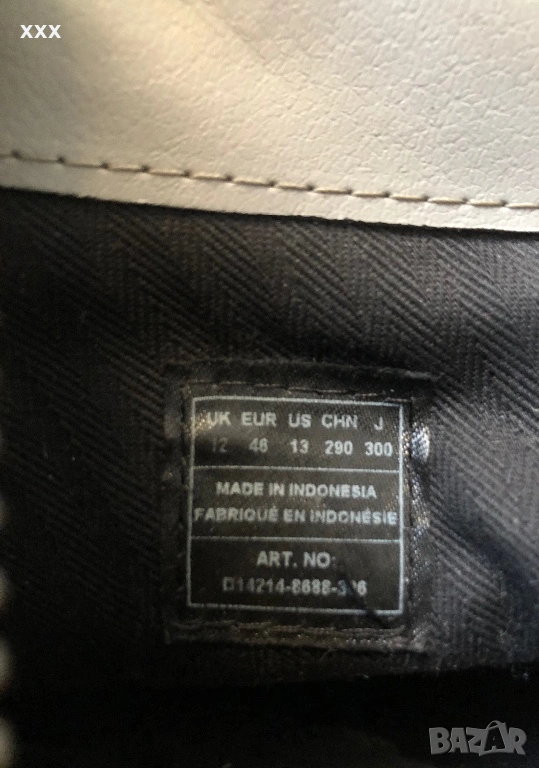 xxx
UK EUR US CHN J
12 46 13 290 300
MADE IN INDONESIA
FABRIQUÉ EN INDONÉSIE
ART. NO:
BAZAR